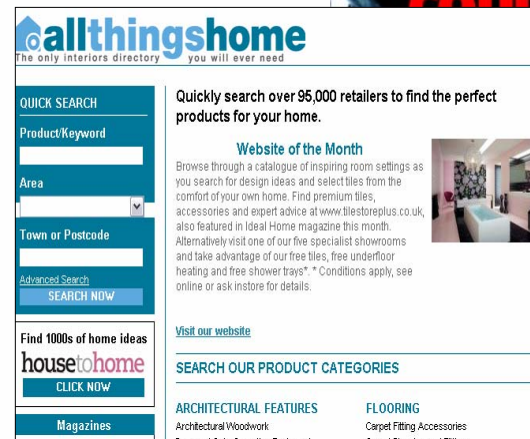 allthingshome
The only interiors directory you will ever need
QUICK SEARCH
Product/Keyword
Area
Town or Postcode
Advanced Search
SEARCH NOW
Find 1000s of home ideas
housetohome
CLICK NOW
Magazines
Quickly search over 95,000 retailers to find the perfect
products for your home.
Website of the Month
Browse through a catalogue of inspiring room settings as
you search for design ideas and select tiles from the
comfort of your own home. Find premium tiles,
accessories and expert advice at www.tilestoreplus.co.uk,
also featured in Ideal Home magazine this month.
Alternatively visit one of our five specialist showrooms
and take advantage of our free tiles, free underfloor
heating and free shower trays*. * Conditions apply, see
online or ask instore for details.
Visit our website
SEARCH OUR PRODUCT CATEGORIES
ARCHITECTURAL FEATURES
Architectural Woodwork
FLOORING
Carpet Fitting Accessories